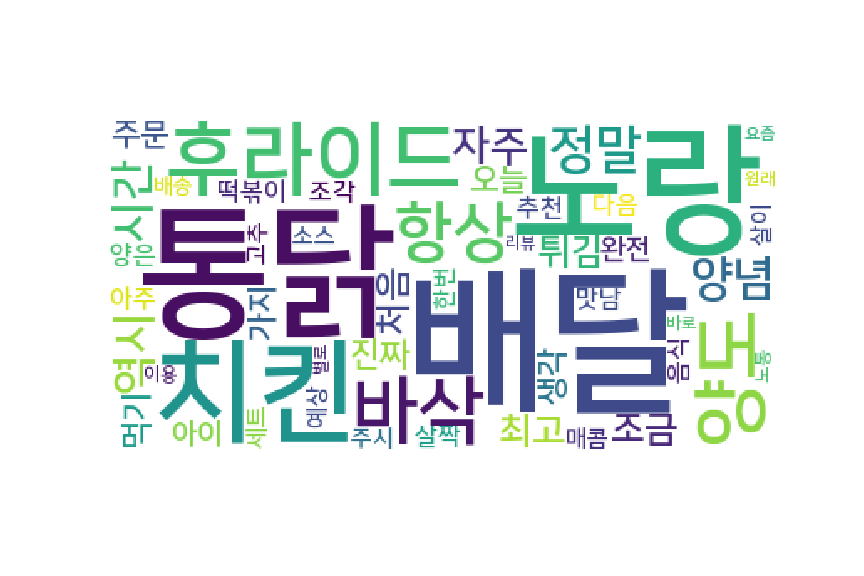 주문
후라이드
자주
정말
노랑
요즘
시간
배송
떡볶이
조각
오늘
추천
다음
원래
양은
통닭
고추
소스
항상
리뷰
튀김
완전
살이
아주
가지
처음
한번
배달
맛남
양념
역시
치킨
벨로
진짜
바삭
생각
음식
바로
양도
노통
먹기
아이
세트
예상
주시
살짝
최고
매콤
조금